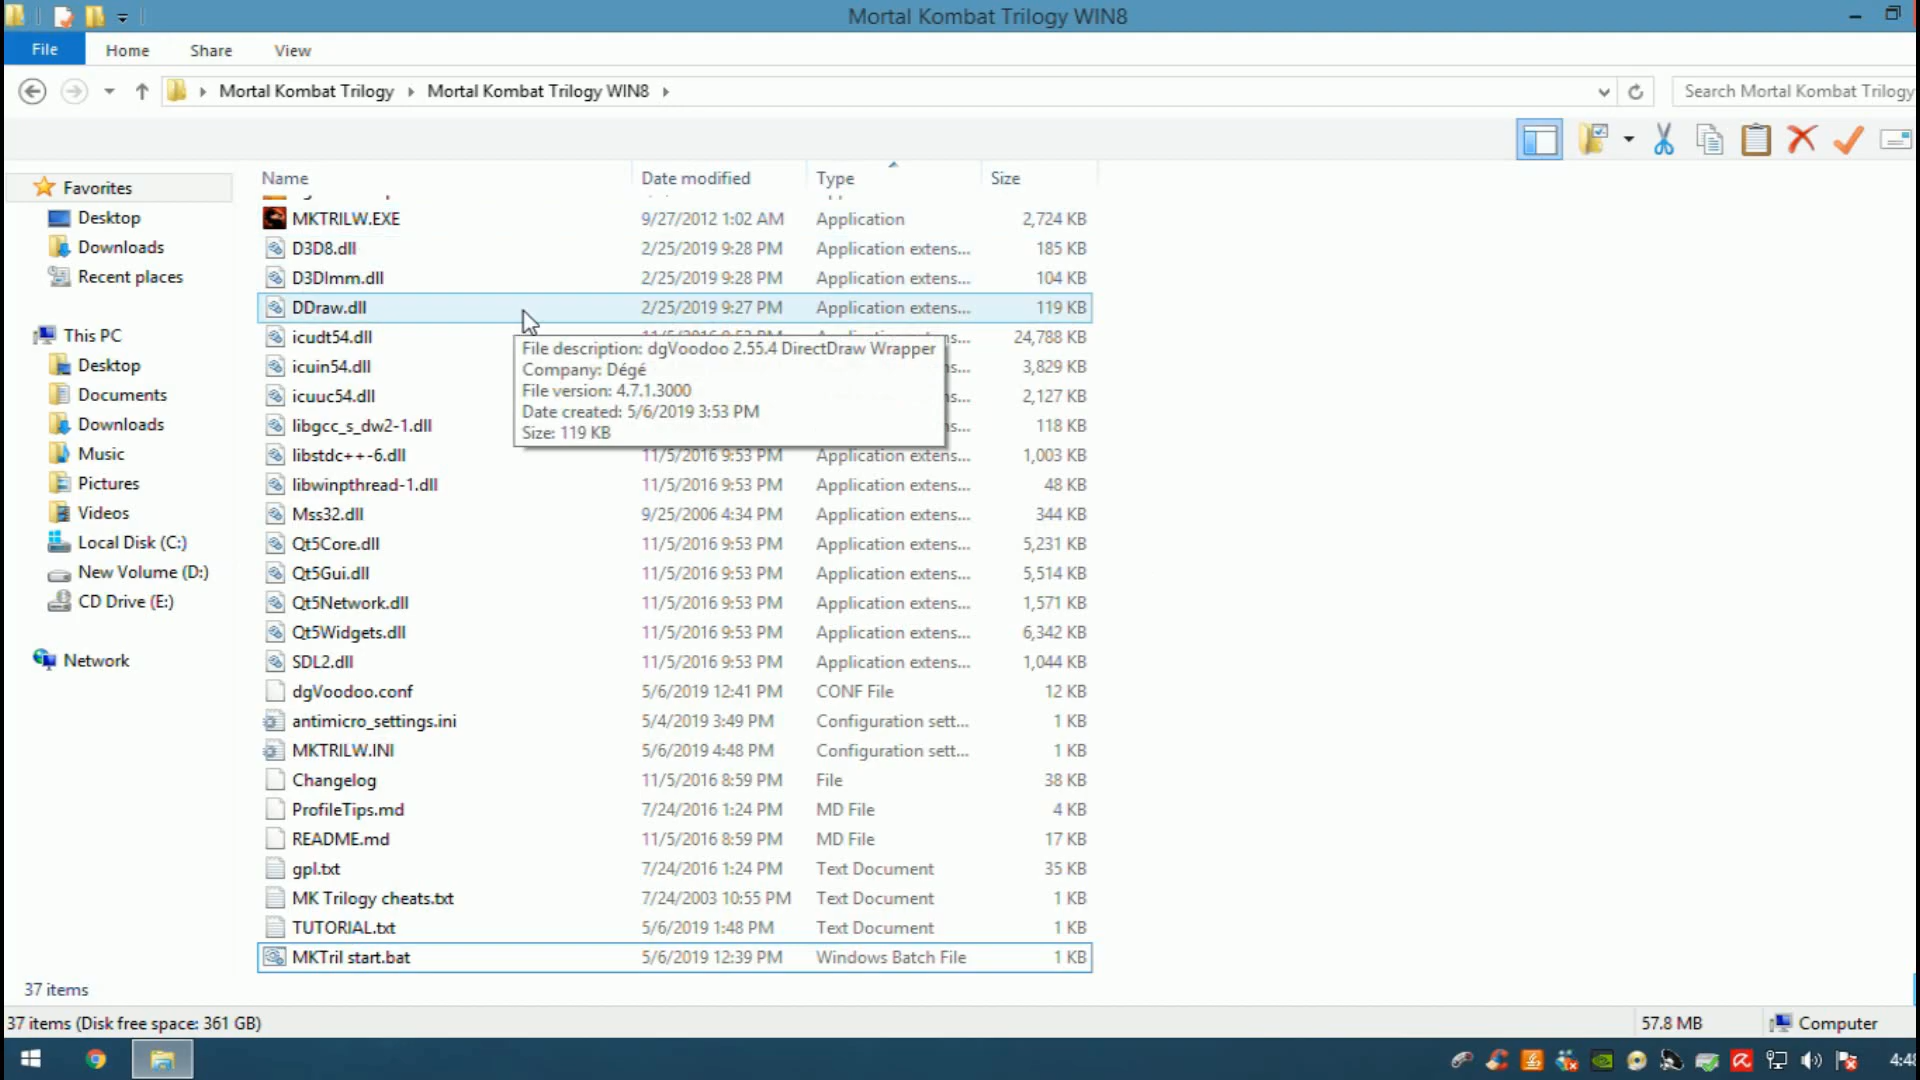 Mortal Kombat Trilogy WIN8
File Home Share View
Mortal Kombat Trilogy Mortal Kombat Trilogy WIN8 Search Mortal Kombat Trilogy
Name Date modified Type Size
Favorites
Desktop
Downloads
Recent places
This PC
Desktop
Documents
Downloads
Music
Pictures
Videos
Local Disk (C:)
New Volume (D:)
CD Drive (E:)
Network
MKTRILW.EXE 9/27/2012 1:02 AM Application 2,724 KB
D3D8.dll 2/25/2019 9:28 PM Application extens... 185 KB
D3DImm.dll 2/25/2019 9:28 PM Application extens... 104 KB
DDraw.dll 2/25/2019 9:27 PM Application extens... 119 KB
icudt54.dll 24,788 KB
icuin54.dll 3,829 KB
icuuc54.dll 2,127 KB
libgcc_s_dw2-1.dll 118 KB
File description: dgVoodoo 2.55.4 DirectDraw Wrapper
Company: Dégé
File version: 4.7.1.3000
Date created: 5/6/2019 3:53 PM
Size: 119 KB
libstdc++-6.dll 11/5/2016 9:53 PM Application extens... 1,003 KB
libwinpthread-1.dll 11/5/2016 9:53 PM Application extens... 48 KB
Mss32.dll 9/25/2006 4:34 PM Application extens... 344 KB
Qt5Core.dll 11/5/2016 9:53 PM Application extens... 5,231 KB
Qt5Gui.dll 11/5/2016 9:53 PM Application extens... 5,514 KB
Qt5Network.dll 11/5/2016 9:53 PM Application extens... 1,571 KB
Qt5Widgets.dll 11/5/2016 9:53 PM Application extens... 6,342 KB
SDL2.dll 11/5/2016 9:53 PM Application extens... 1,044 KB
dgVoodoo.conf 5/6/2019 12:41 PM CONF File 12 KB
antimicro_settings.ini 5/4/2019 3:49 PM Configuration sett... 1 KB
MKTRILW.INI 5/6/2019 4:48 PM Configuration sett... 1 KB
Changelog 11/5/2016 8:59 PM File 38 KB
ProfileTips.md 7/24/2016 1:24 PM MD File 4 KB
README.md 11/5/2016 8:59 PM MD File 17 KB
gpl.txt 7/24/2016 1:24 PM Text Document 35 KB
MK Trilogy cheats.txt 7/24/2003 10:55 PM Text Document 1 KB
TUTORIAL.txt 5/6/2019 1:48 PM Text Document 1 KB
MKTril start.bat 5/6/2019 12:39 PM Windows Batch File 1 KB
37 items
37 items (Disk free space: 361 GB) 57.8 MB Computer
4:48